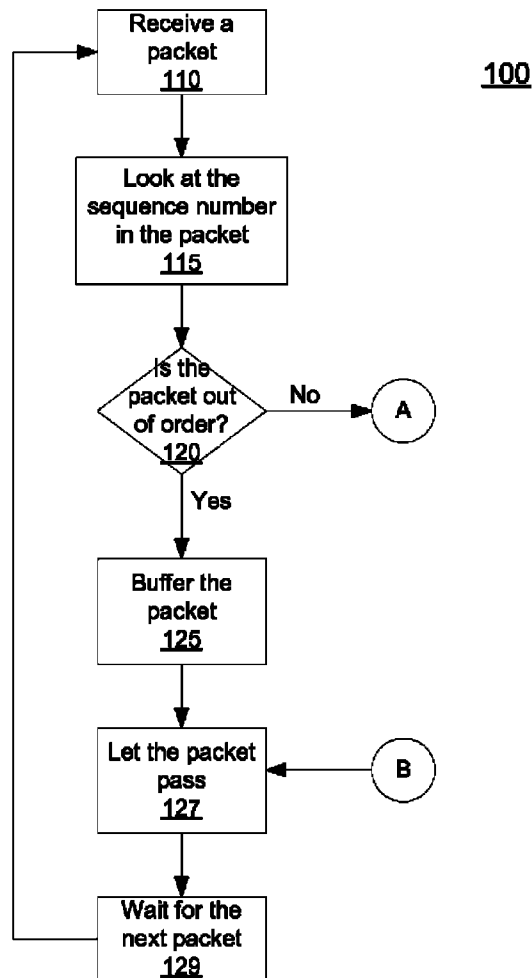 Receive a
packet
110
100
Look at the
sequence number
in the packet
115
Is the
packet out
of order?
120
No
A
Yes
Buffer the
packet
125
Let the packet
pass
127
B
Wait for the
next packet
129